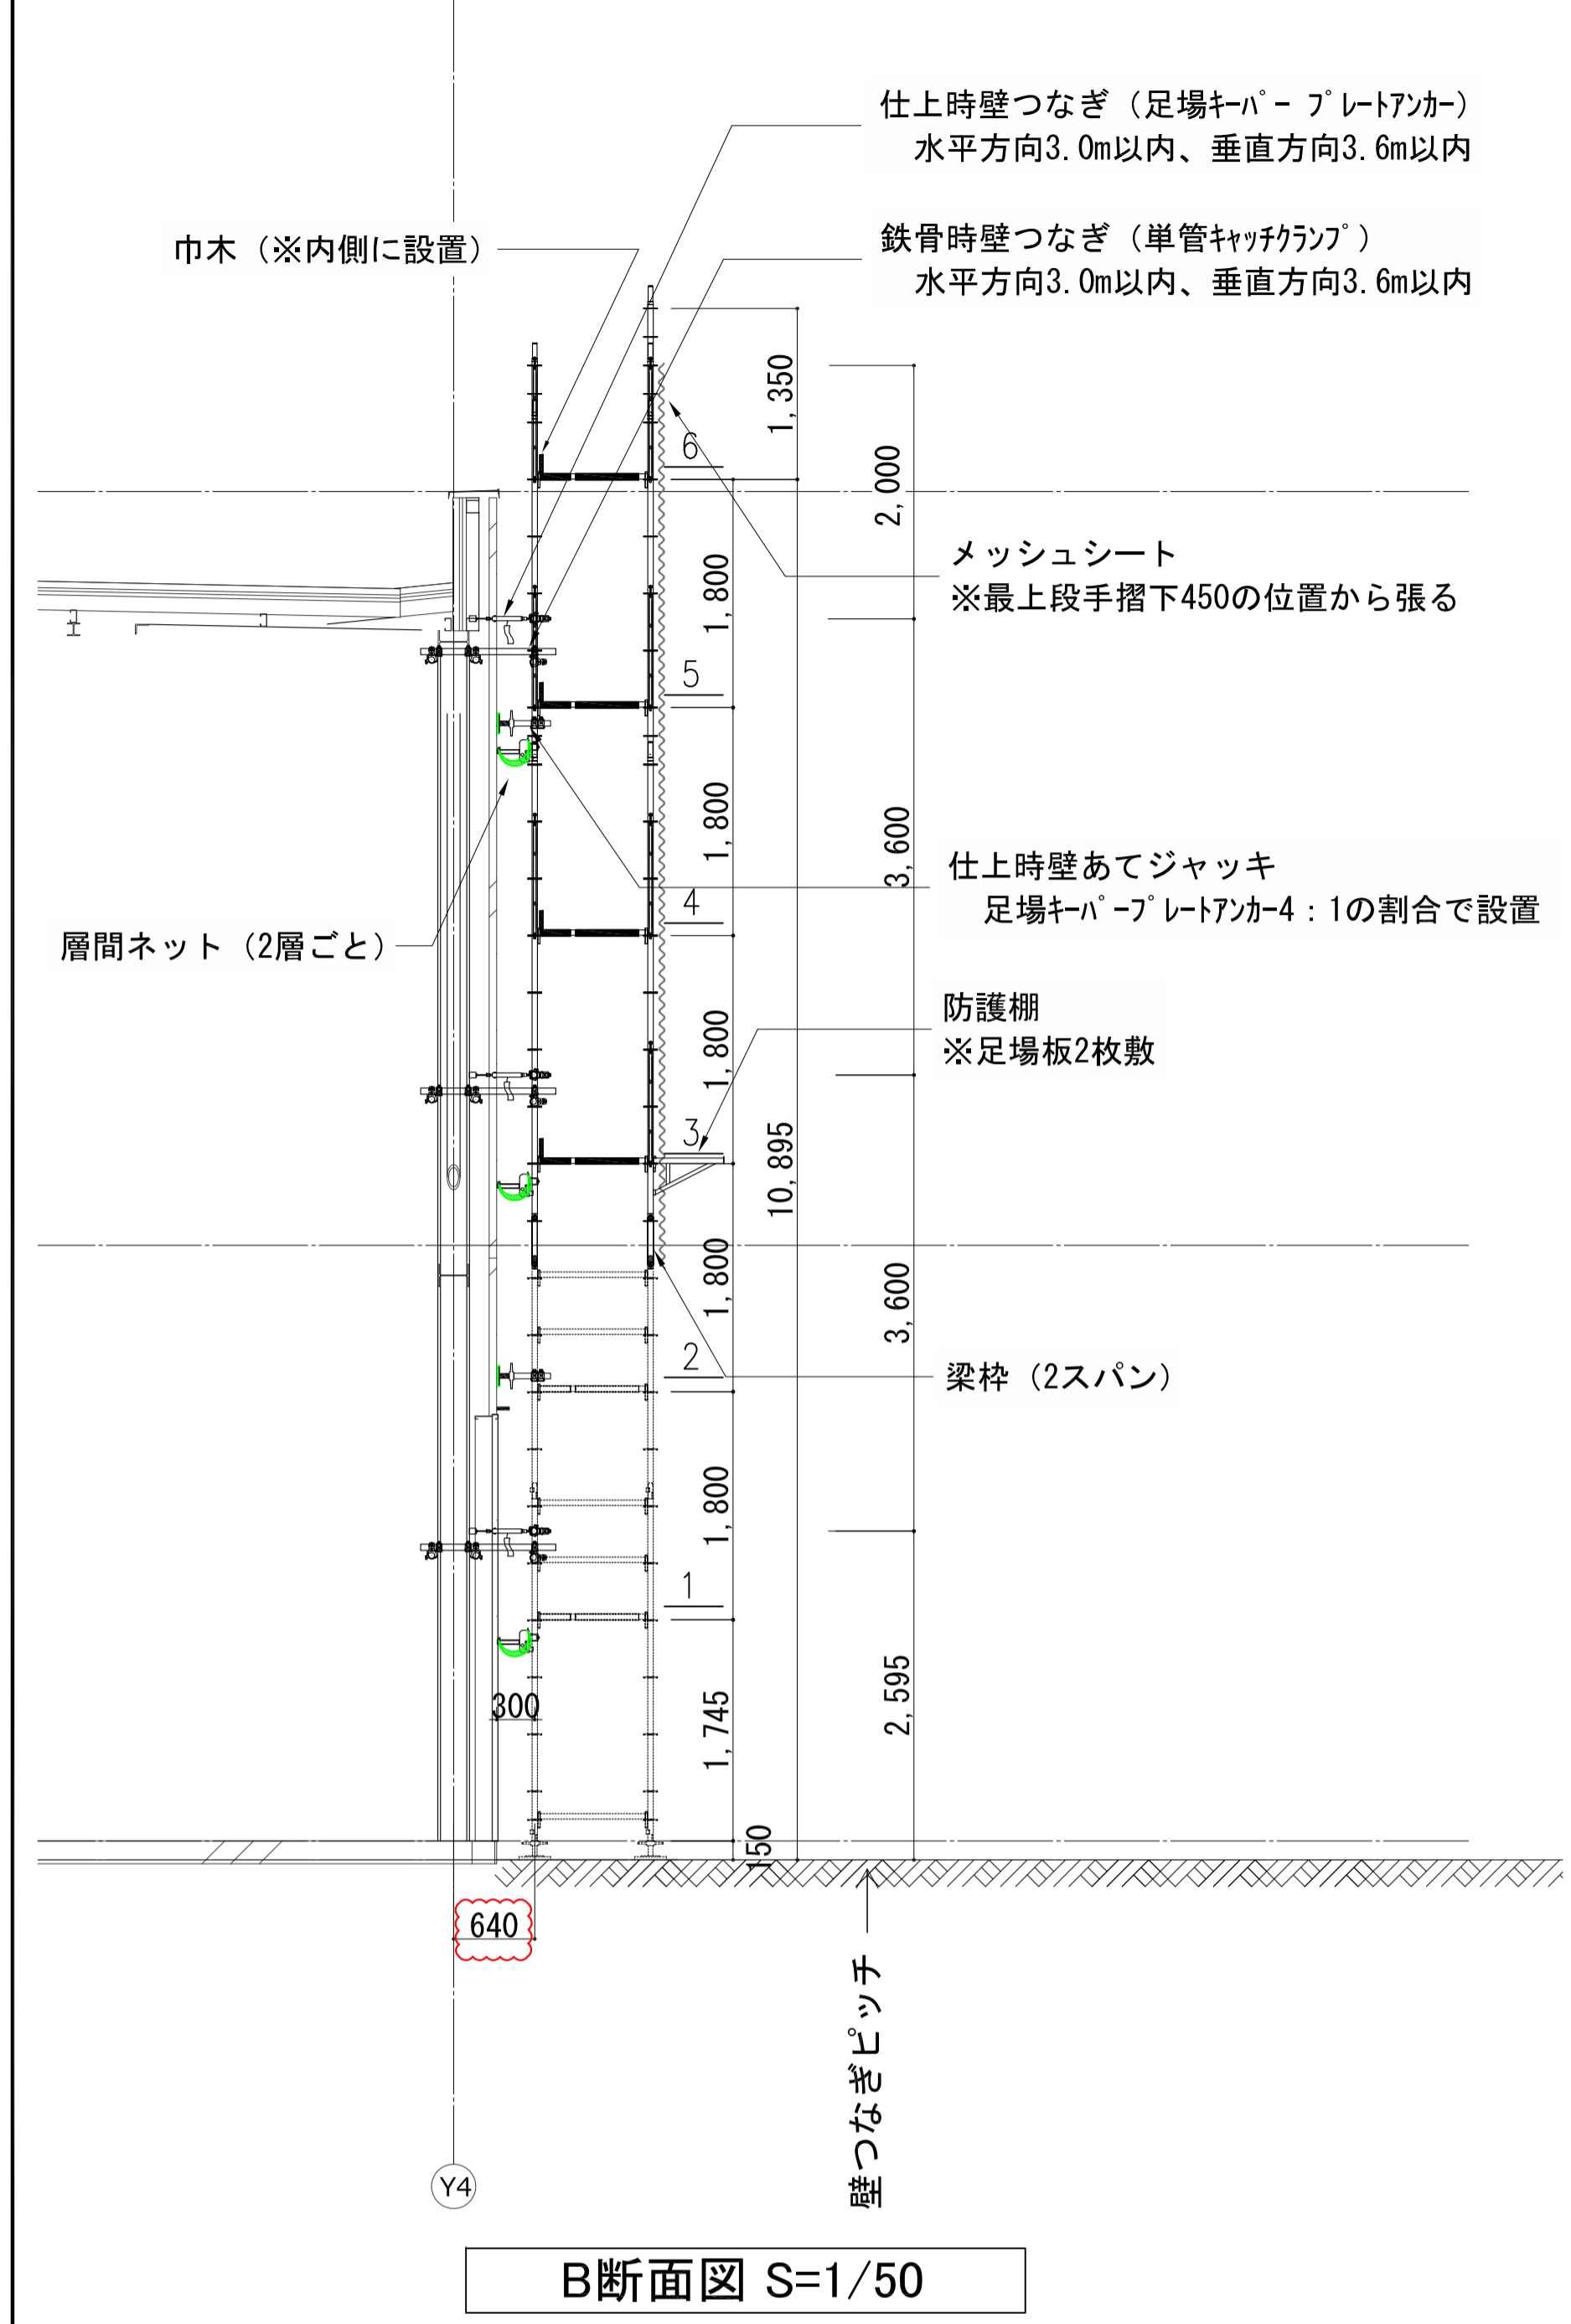 仕上時壁つなぎ（足場ｷｰﾊﾟｰ ﾌﾟﾚｰﾄｱﾝｶｰ）
水平方向3.0m以内、垂直方向3.6m以内
巾木（※内側に設置）
鉄骨時壁つなぎ（単管ｷｬｯﾁｸﾗﾝﾌﾟ）
水平方向3.0m以内、垂直方向3.6m以内
1,350
6
2,000
メッシュシート
※最上段手摺下450の位置から張る
1,800
5
1,800
3,600
仕上時壁あてジャッキ
足場ｷｰﾊﾟｰﾌﾟﾚｰﾄｱﾝｶｰ4：1の割合で設置
4
層間ネット（2層ごと）
防護棚
※足場板2枚敷
1,800
3
10,895
1,800
3,600
2
梁枠（2スパン）
1,800
1
300
1,745
2,595
150
640
壁つなぎピッチ
Y4
B断面図 S=1/50